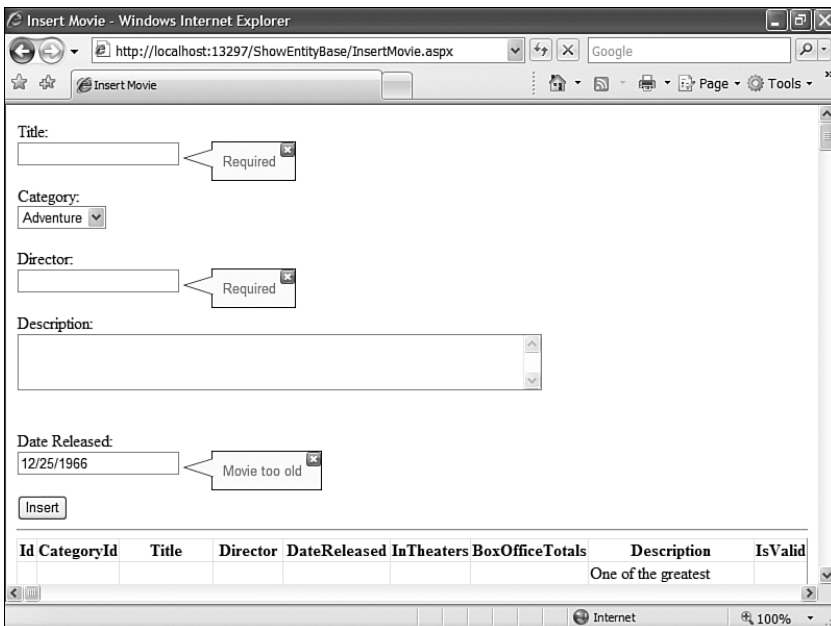 Insert Movie - Windows Internet Explorer
http://localhost:13297/ShowEntityBase/InsertMovie.aspx
Google
Insert Movie
Page
Tools
Title:
Required
Category:
Adventure
Director:
Required
Description:
Date Released:
12/25/1966
Movie too old
Insert
Id CategoryId Title Director DateReleased InTheaters BoxOfficeTotals Description IsValid
One of the greatest
Internet
100%